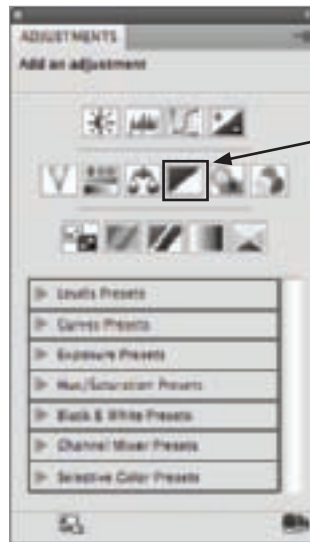 ADJUSTMENTS
Add an adjustment
Levels Presets
Curves Presets
Exposure Presets
Hue/Saturation Presets
Black & White Presets
Channel Mixer Presets
Selective Color Presets